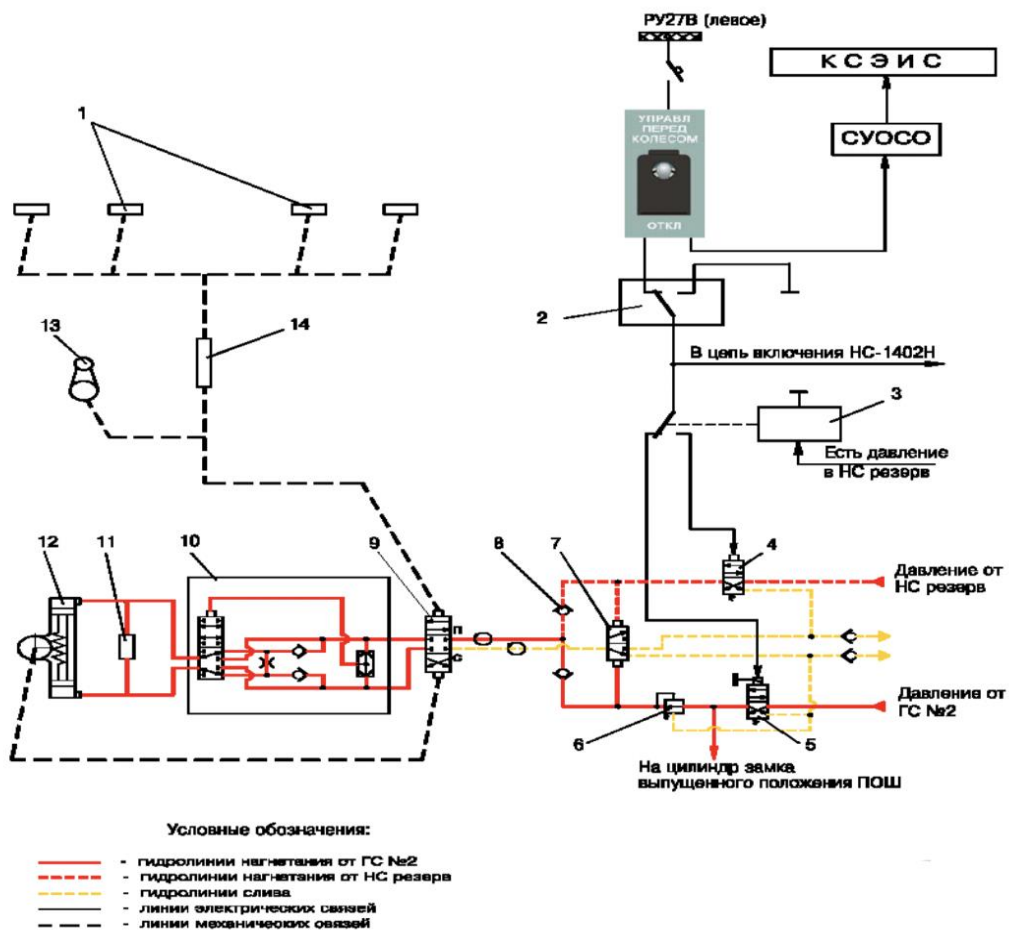 РУ27В (левое)
КСЭИС
УПРАВЛ
ПЕРЕД
КОЛЕСОМ
СУОСО
ОТКЛ
1
2
13
14
В цепь включения НС-1402Н
3
Есть давление
в НС резерв
12
11
10
9
8
7
4
П
С
Давление от
НС резерв
Давление от
ГС №2
6
5
На цилиндр замка
выпущенного положения ПОШ
Условные обозначения:
- гидролинии нагнетания от ГС №2
- гидролинии нагнетания от НС резерв
- гидролинии слива
- линии электрических связей
- линии механических связей